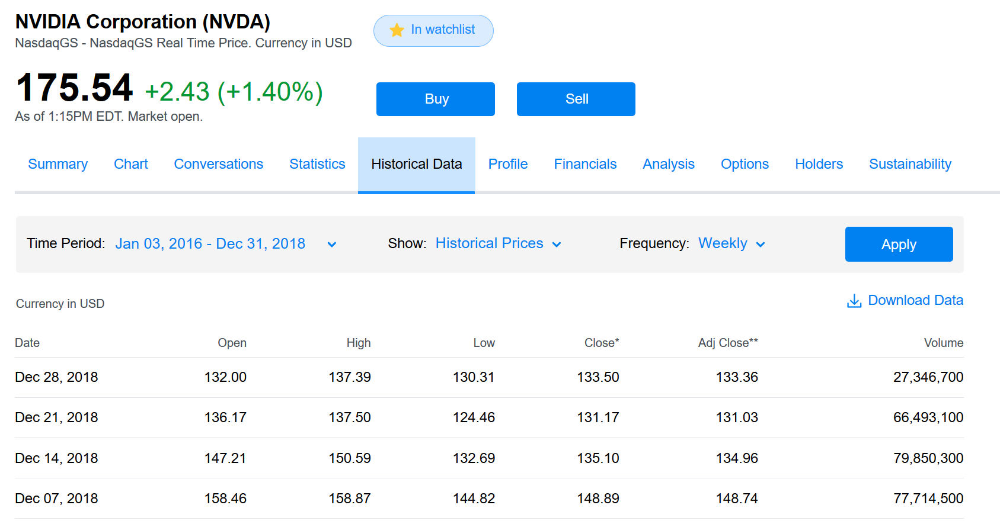 NVIDIA Corporation (NVDA)
NasdaqGS - NasdaqGS Real Time Price. Currency in USD
In watchlist
175.54 +2.43 (+1.40%)
As of 1:15PM EDT. Market open.
Buy Sell
Summary Chart Conversations Statistics Historical Data Profile Financials Analysis Options Holders Sustainability
Time Period: Jan 03, 2016 - Dec 31, 2018 Show: Historical Prices Frequency: Weekly Apply
Currency in USD Download Data
Date Open High Low Close* Adj Close** Volume
Dec 28, 2018 132.00 137.39 130.31 133.50 133.36 27,346,700
Dec 21, 2018 136.17 137.50 124.46 131.17 131.03 66,493,100
Dec 14, 2018 147.21 150.59 132.69 135.10 134.96 79,850,300
Dec 07, 2018 158.46 158.87 144.82 148.89 148.74 77,714,500